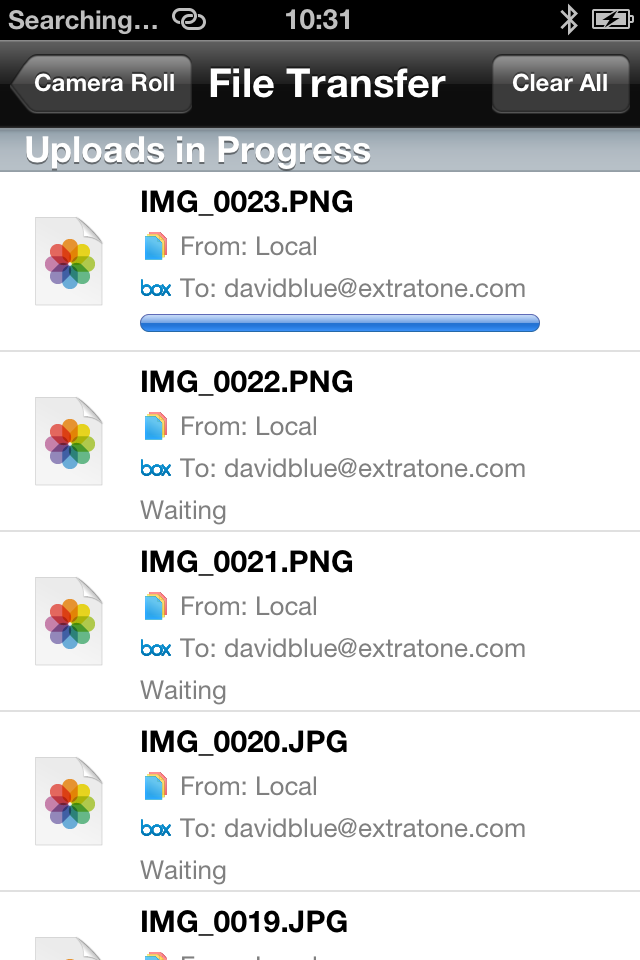 Searching... 10:31
Camera Roll File Transfer Clear All
Uploads in Progress
IMG_0023.PNG
From: Local
box To: davidblue@extratone.com
IMG_0022.PNG
From: Local
box To: davidblue@extratone.com
Waiting
IMG_0021.PNG
From: Local
box To: davidblue@extratone.com
Waiting
IMG_0020.JPG
From: Local
box To: davidblue@extratone.com
Waiting
IMG_0019.JPG